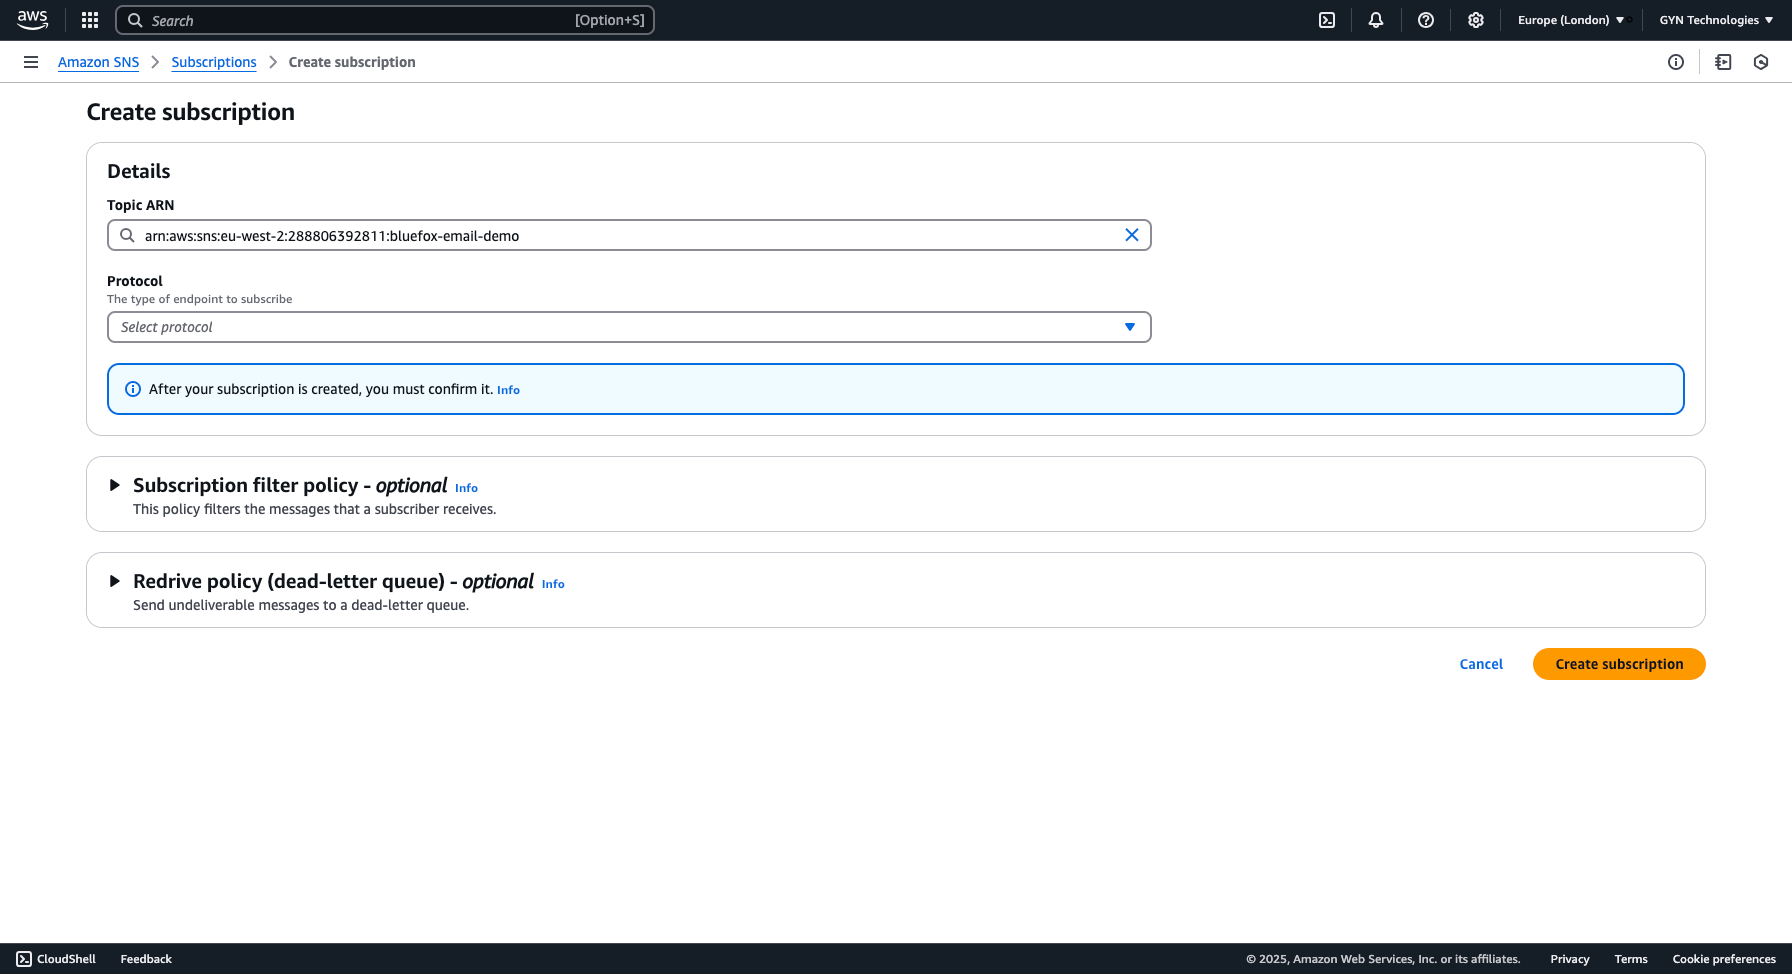 aws
Search
[Option+S]
Europe (London)
GYN Technologies
Amazon SNS
Subscriptions
Create subscription
Create subscription
Details
Topic ARN
arn:aws:sns:eu-west-2:288806392811:bluefox-email-demo
Protocol
The type of endpoint to subscribe
Select protocol
After your subscription is created, you must confirm it. Info
Subscription filter policy - optional Info
This policy filters the messages that a subscriber receives.
Redrive policy (dead-letter queue) - optional Info
Send undeliverable messages to a dead-letter queue.
Cancel
Create subscription
CloudShell
Feedback
© 2025, Amazon Web Services, Inc. or its affiliates.
Privacy
Terms
Cookie preferences